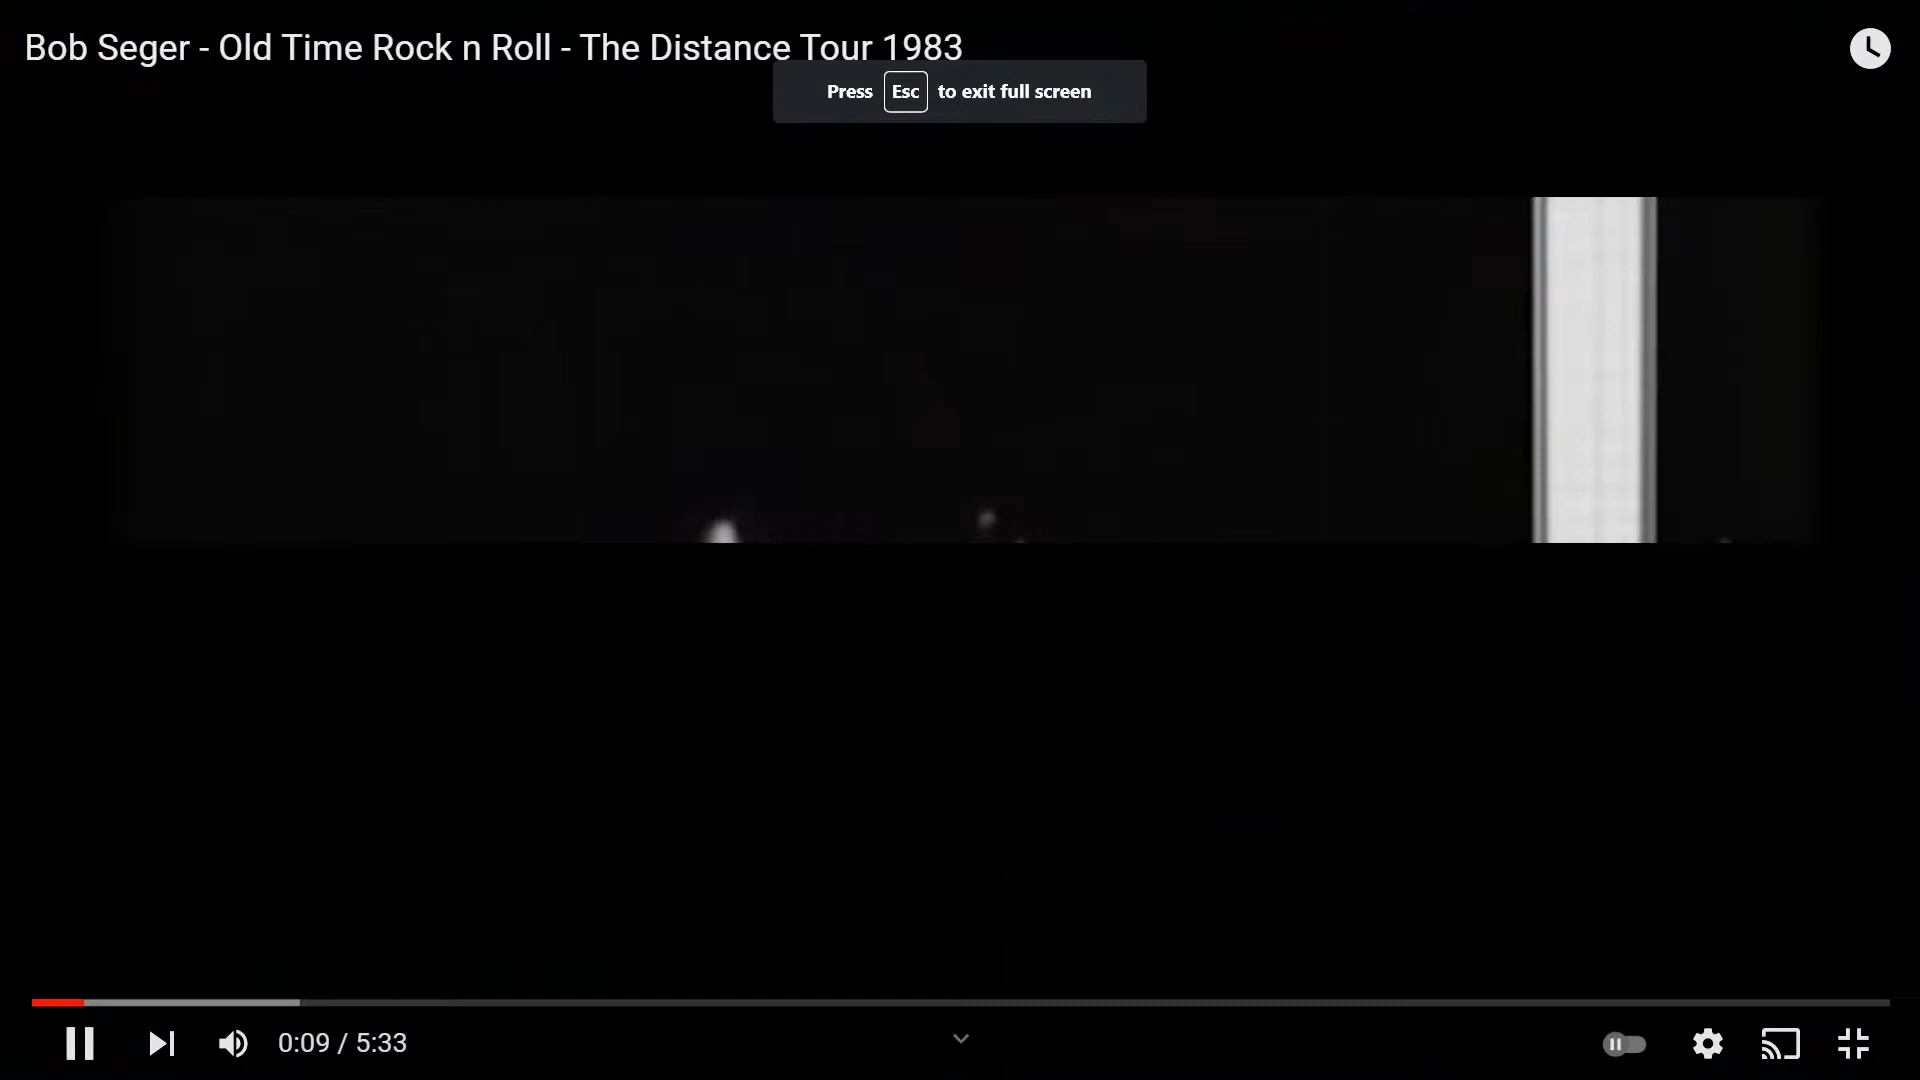 Bob Seger - Old Time Rock n Roll - The Distance Tour 1983
Press Esc to exit full screen
0:09 / 5:33